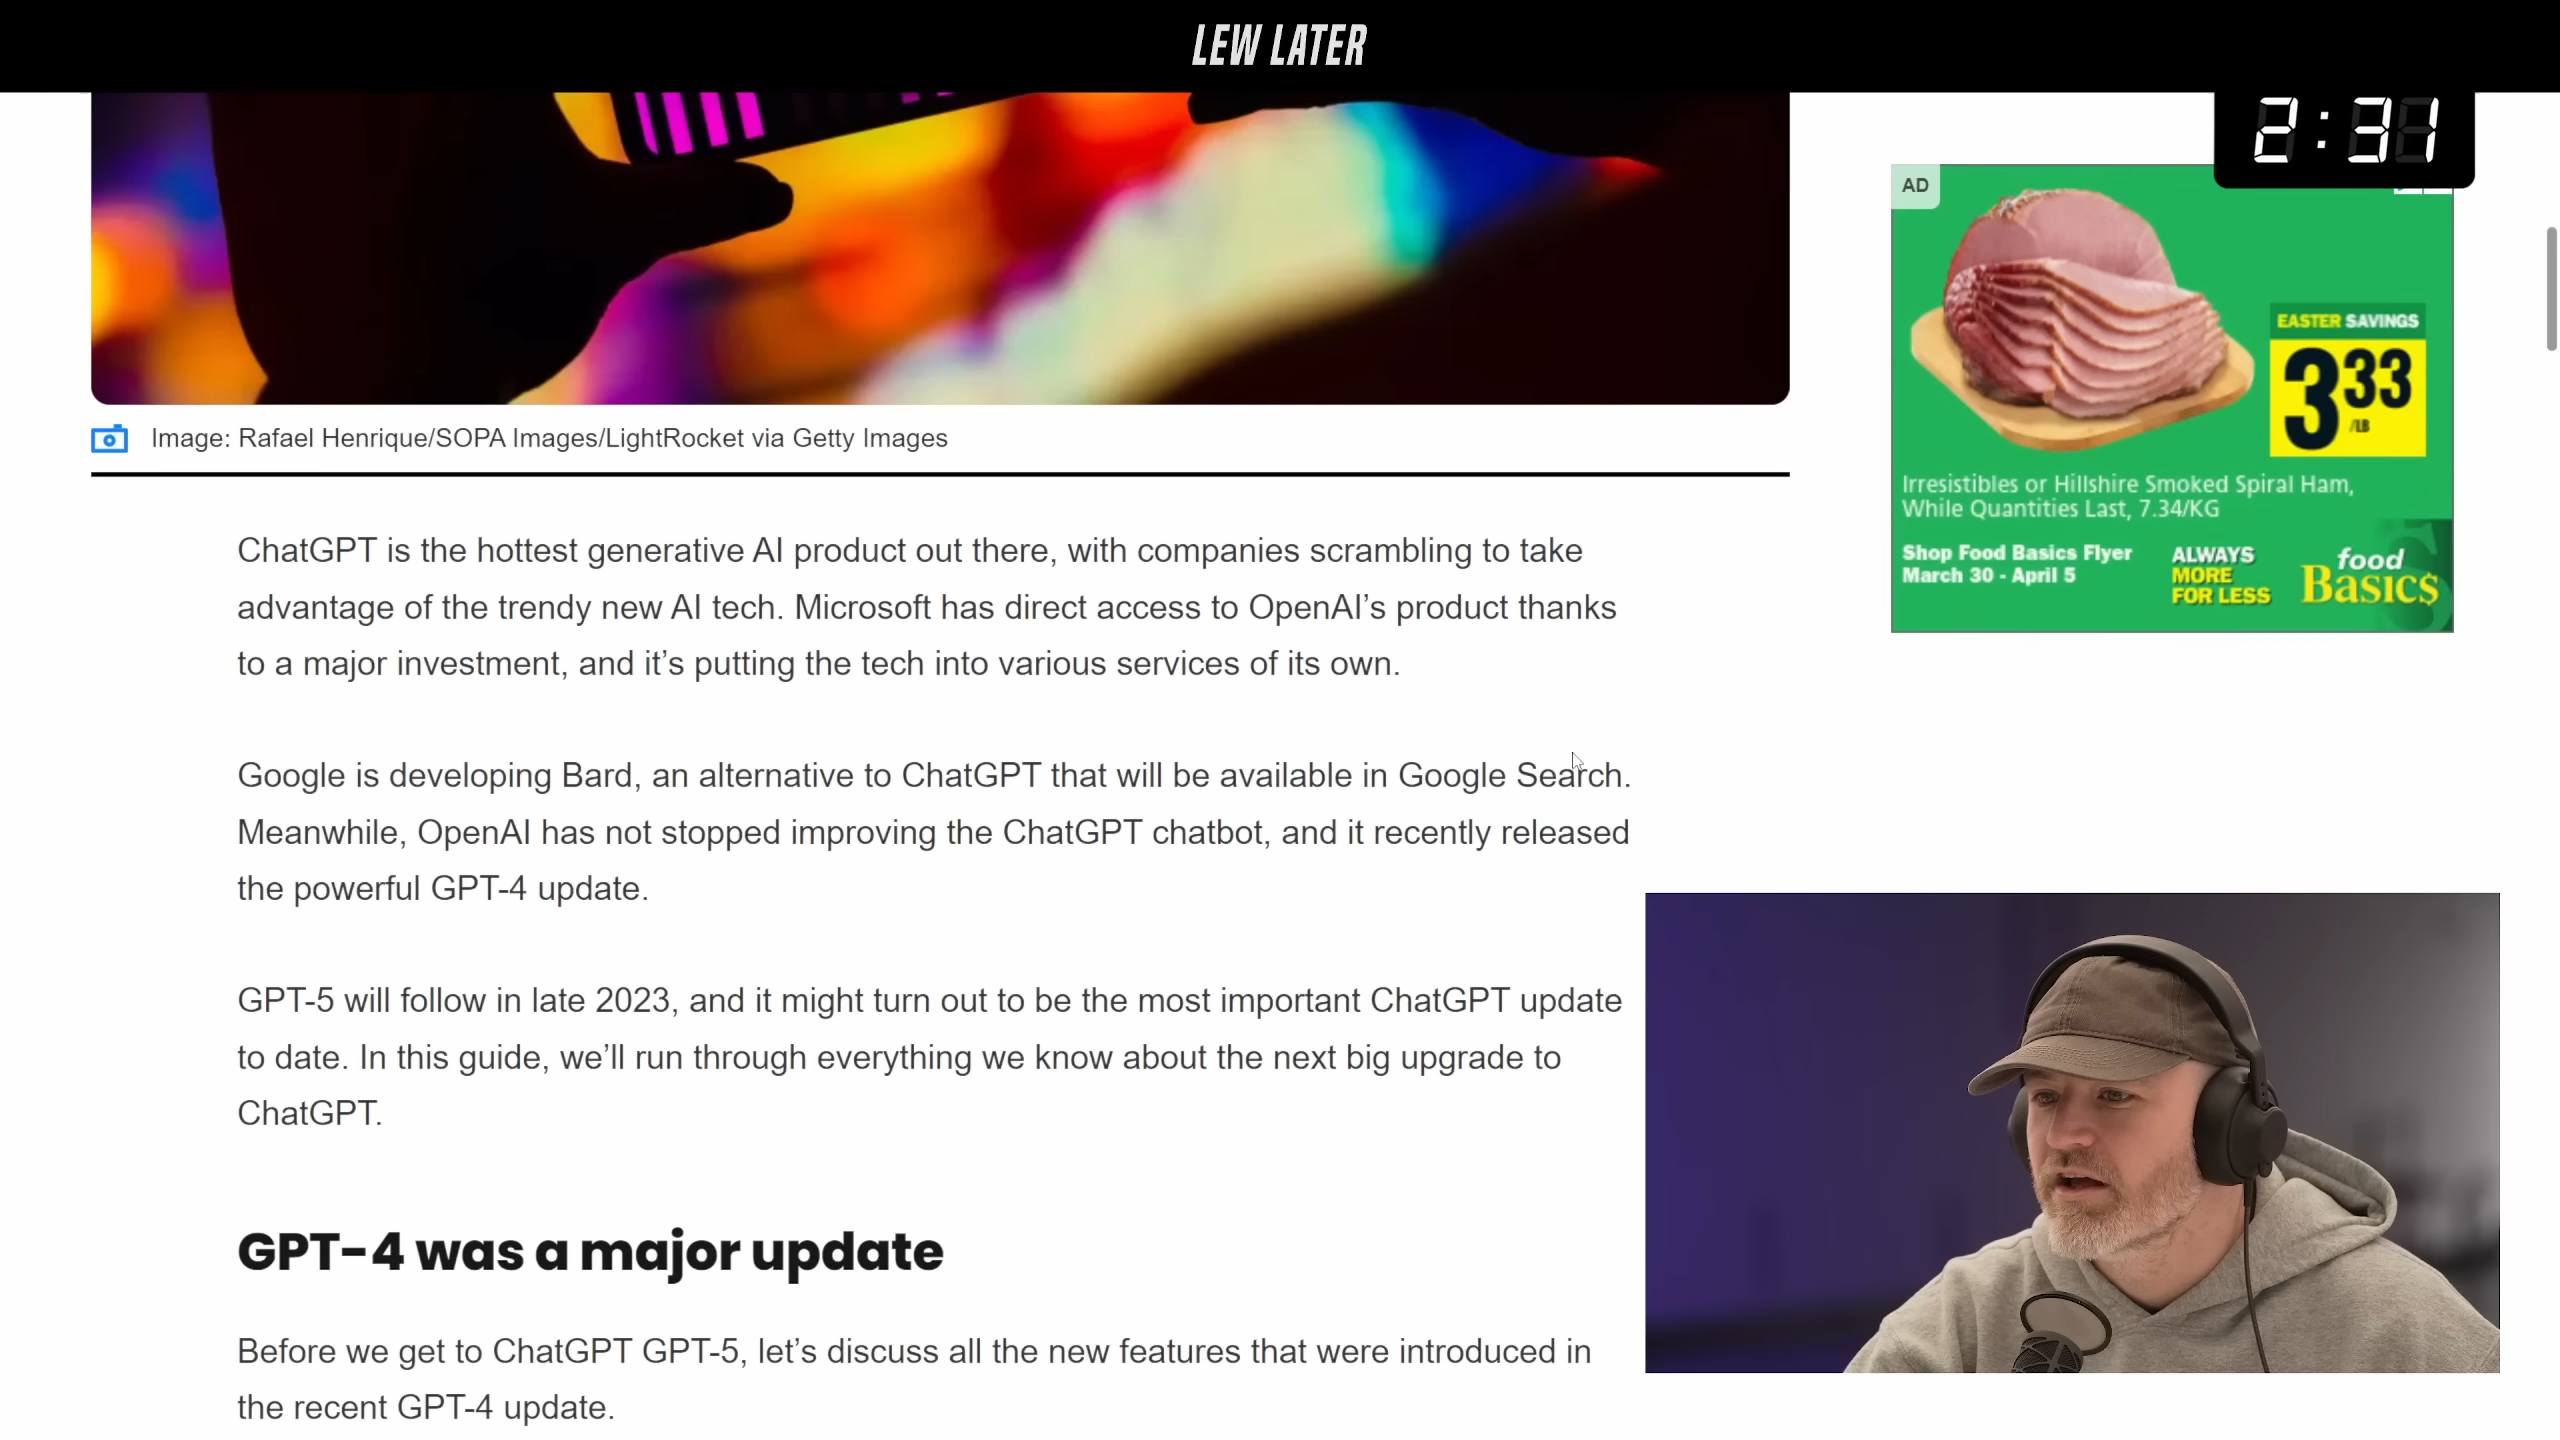 LEW LATER
2:31
AD
EASTER SAVINGS
3 33
/LB
Irresistibles or Hillshire Smoked Spiral Ham,
While Quantities Last, 7.34/KG
Shop Food Basics Flyer
March 30 - April 5
ALWAYS
MORE
FOR LESS
food
Basic$
Image: Rafael Henrique/SOPA Images/LightRocket via Getty Images
ChatGPT is the hottest generative AI product out there, with companies scrambling to take
advantage of the trendy new AI tech. Microsoft has direct access to OpenAI’s product thanks
to a major investment, and it’s putting the tech into various services of its own.
Google is developing Bard, an alternative to ChatGPT that will be available in Google Search.
Meanwhile, OpenAI has not stopped improving the ChatGPT chatbot, and it recently released
the powerful GPT-4 update.
GPT-5 will follow in late 2023, and it might turn out to be the most important ChatGPT update
to date. In this guide, we’ll run through everything we know about the next big upgrade to
ChatGPT.
GPT-4 was a major update
Before we get to ChatGPT GPT-5, let’s discuss all the new features that were introduced in
the recent GPT-4 update.